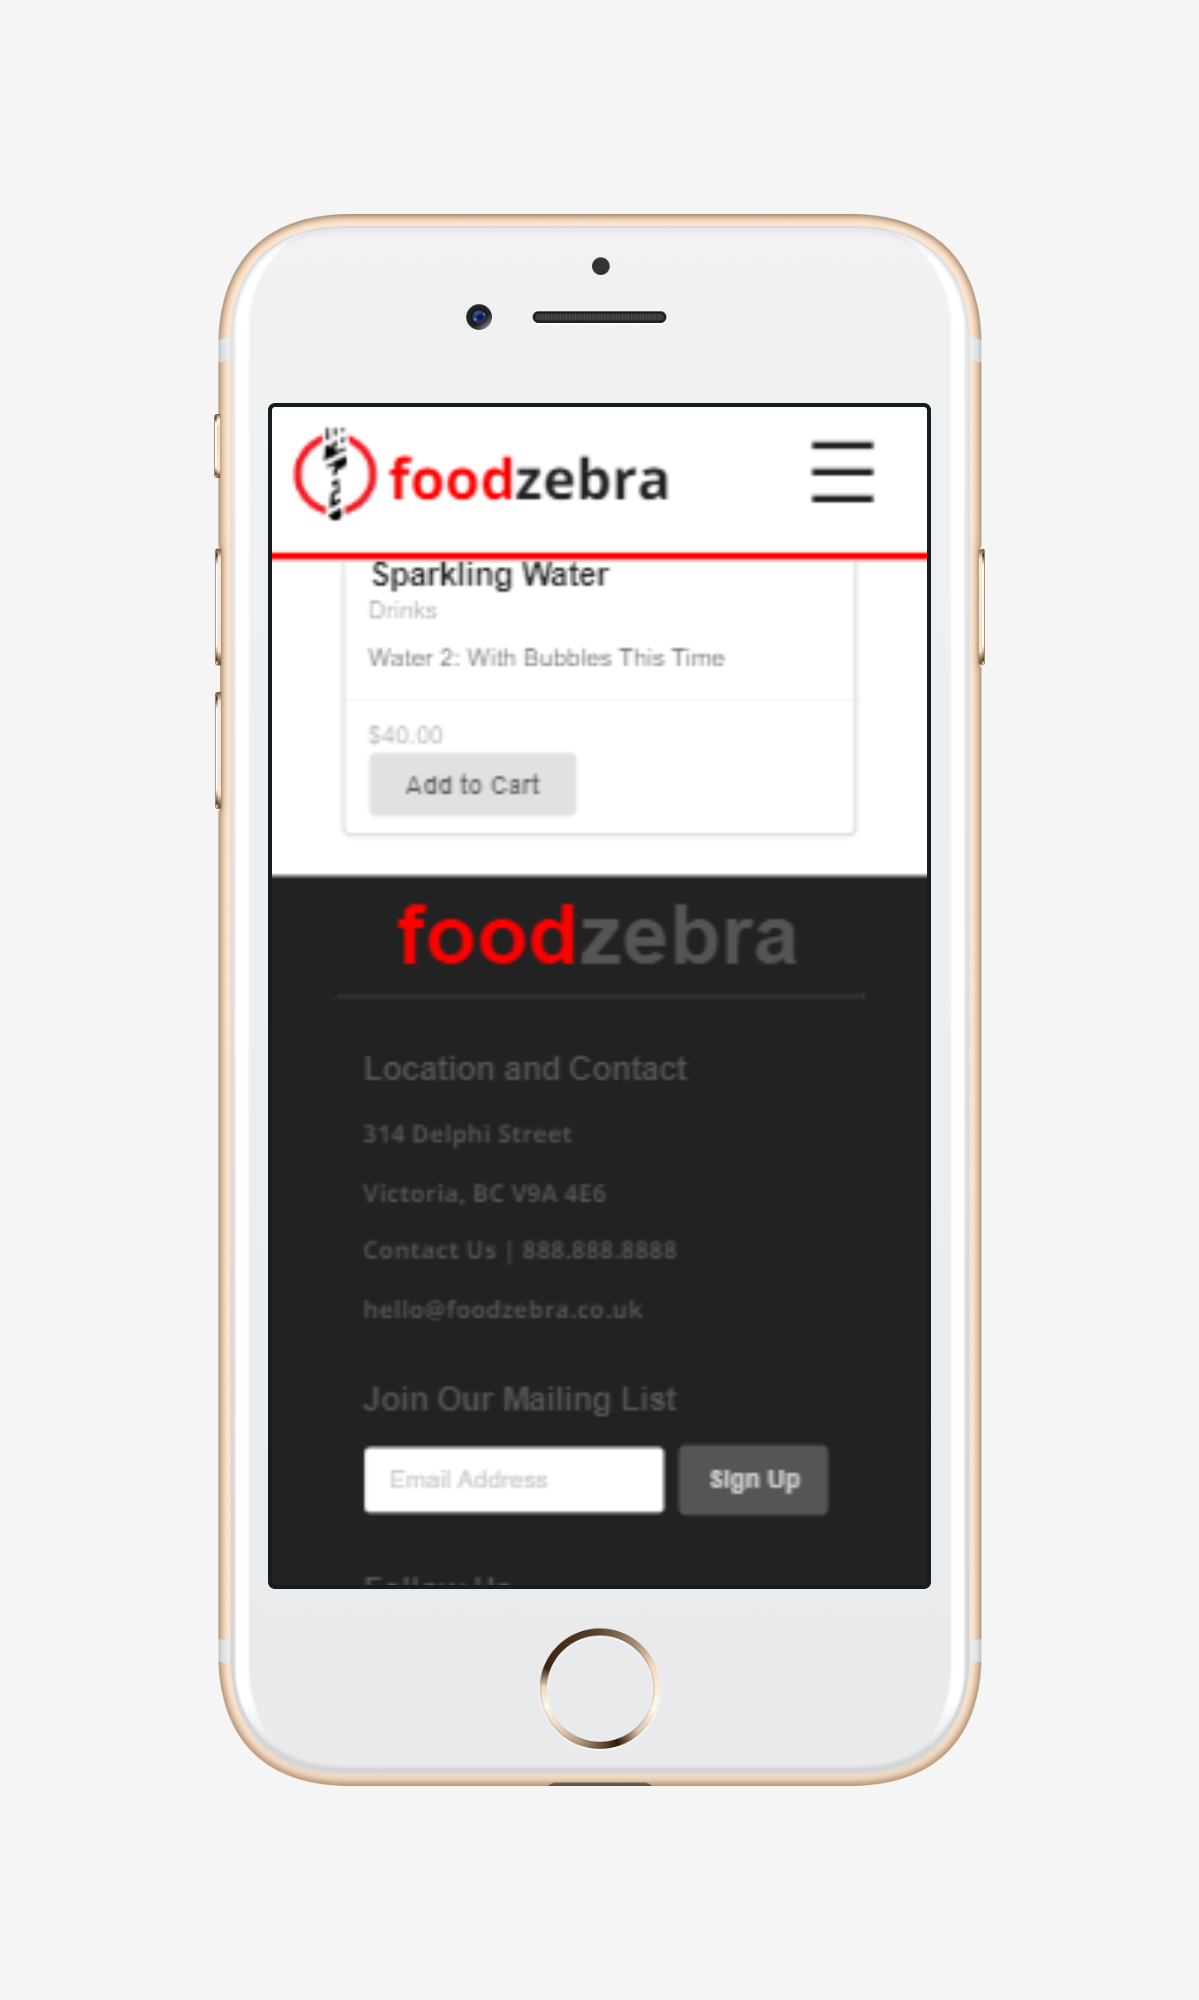 foodzebra
Sparkling Water
Drinks
Water 2: With Bubbles This Time
$40.00
Add to Cart
foodzebra
Location and Contact
314 Delphi Street
Victoria, BC V9A 4E6
Contact Us | 888.888.8888
hello@foodzebra.co.uk
Join Our Mailing List
Email Address
Sign Up
Follow Us